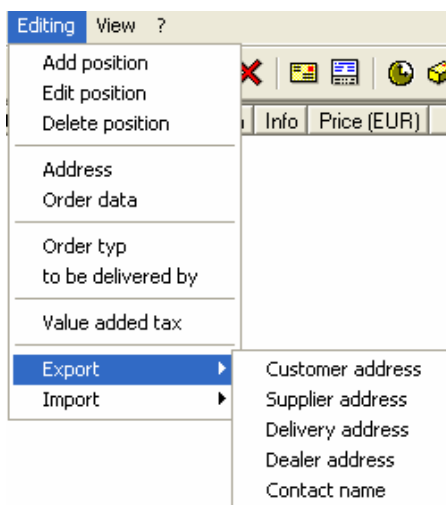 Editing View ?
Add position
Edit position
Delete position
Info Price (EUR)
Address
Order data
Order typ
to be delivered by
Value added tax
Export
Import
Customer address
Supplier address
Delivery address
Dealer address
Contact name